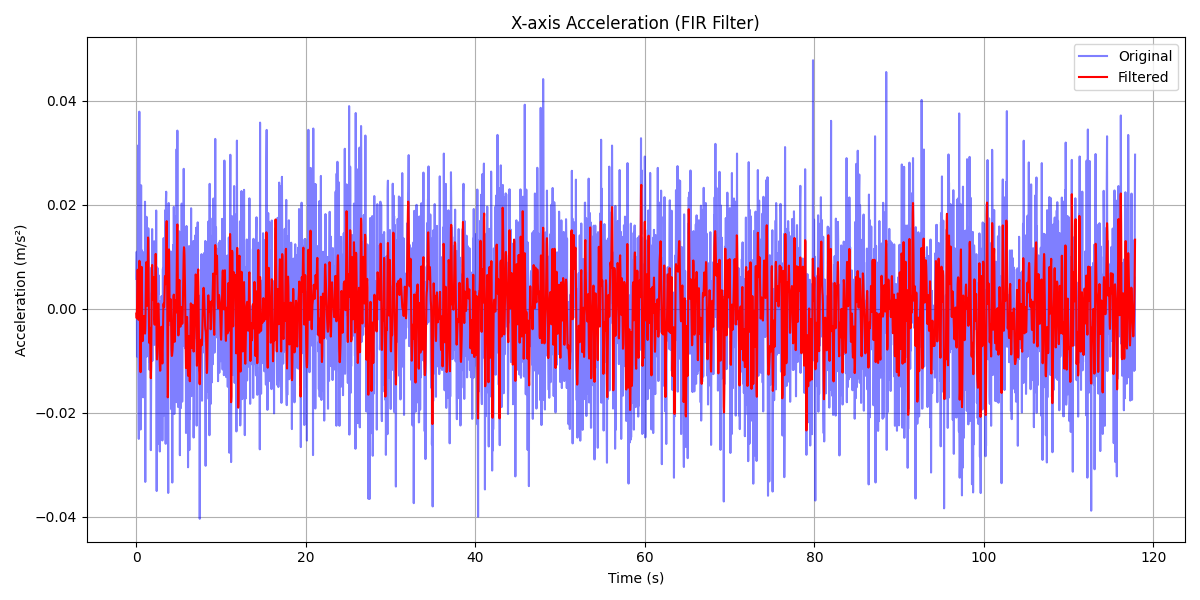 X-axis Acceleration (FIR Filter)
Original
Filtered
Acceleration (m/s²)
0.04
0.02
0.00
−0.02
−0.04
0 20 40 60 80 100 120
Time (s)